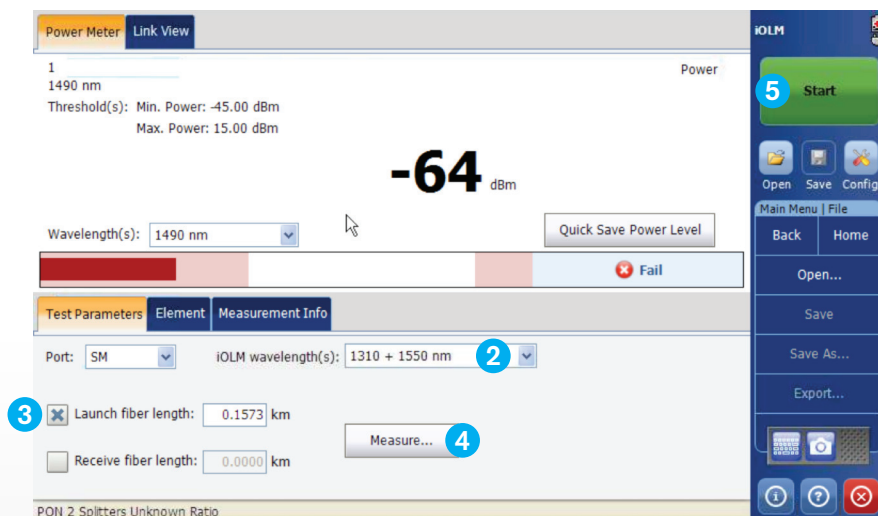 Power Meter Link View
1
1490 nm
Power
Threshold(s): Min. Power: -45.00 dBm
Max. Power: 15.00 dBm
-64 dBm
Wavelength(s): 1490 nm
Quick Save Power Level
Fail
Test Parameters Element Measurement Info
Port: SM iOLM wavelength(s): 1310 + 1550 nm 2
3 Launch fiber length: 0.1573 km
Measure... 4
Receive fiber length: 0.0000 km
PON 2 Splitters Unknown Ratio
iOLM
5 Start
Open Save Config
Main Menu | File
Back Home
Open...
Save
Save As...
Export...